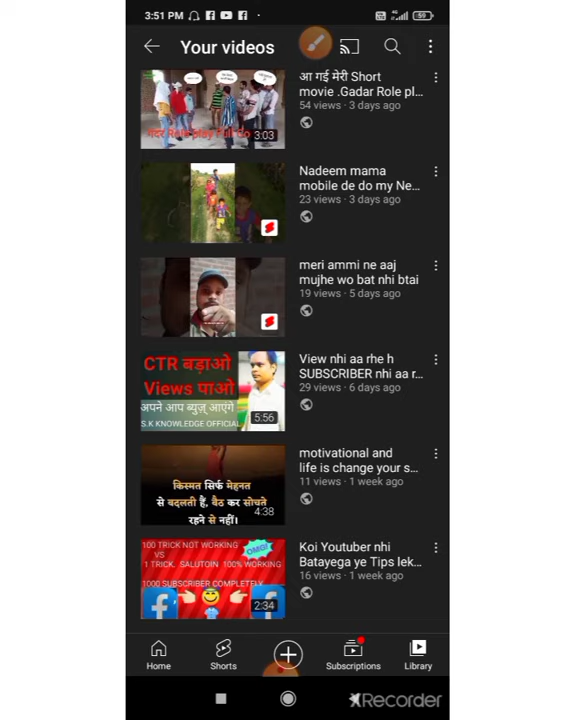 3:51 PM
59
Your videos
आ गई मेरी Short
movie .Gadar Role pl...
54 views · 3 days ago
3:03
Nadeem mama
mobile de do my Ne...
23 views · 3 days ago
meri ammi ne aaj
mujhe wo bat nhi btai
19 views · 5 days ago
CTR बड़ाओ
Views पाओ
अपने आप ब्युज़ आएंगे
S.K KNOWLEDGE OFFICIAL
5:56
View nhi aa rhe h
SUBSCRIBER nhi aa r...
29 views · 6 days ago
किस्मत सिर्फ मेहनत
से बदलती हैं, बैठ कर सोचते
रहने से नहीं।
4:38
motivational and
life is change your s...
11 views · 1 week ago
100 TRICK NOT WORKING
VS
1 TRICK. SALUTOIN 100% WORKING
OMG!
1000 SUBSCRIBER COMPLETELY
2:34
Koi Youtuber nhi
Batayega ye Tips lek...
16 views · 1 week ago
Home
Shorts
Subscriptions
Library
XRecorder